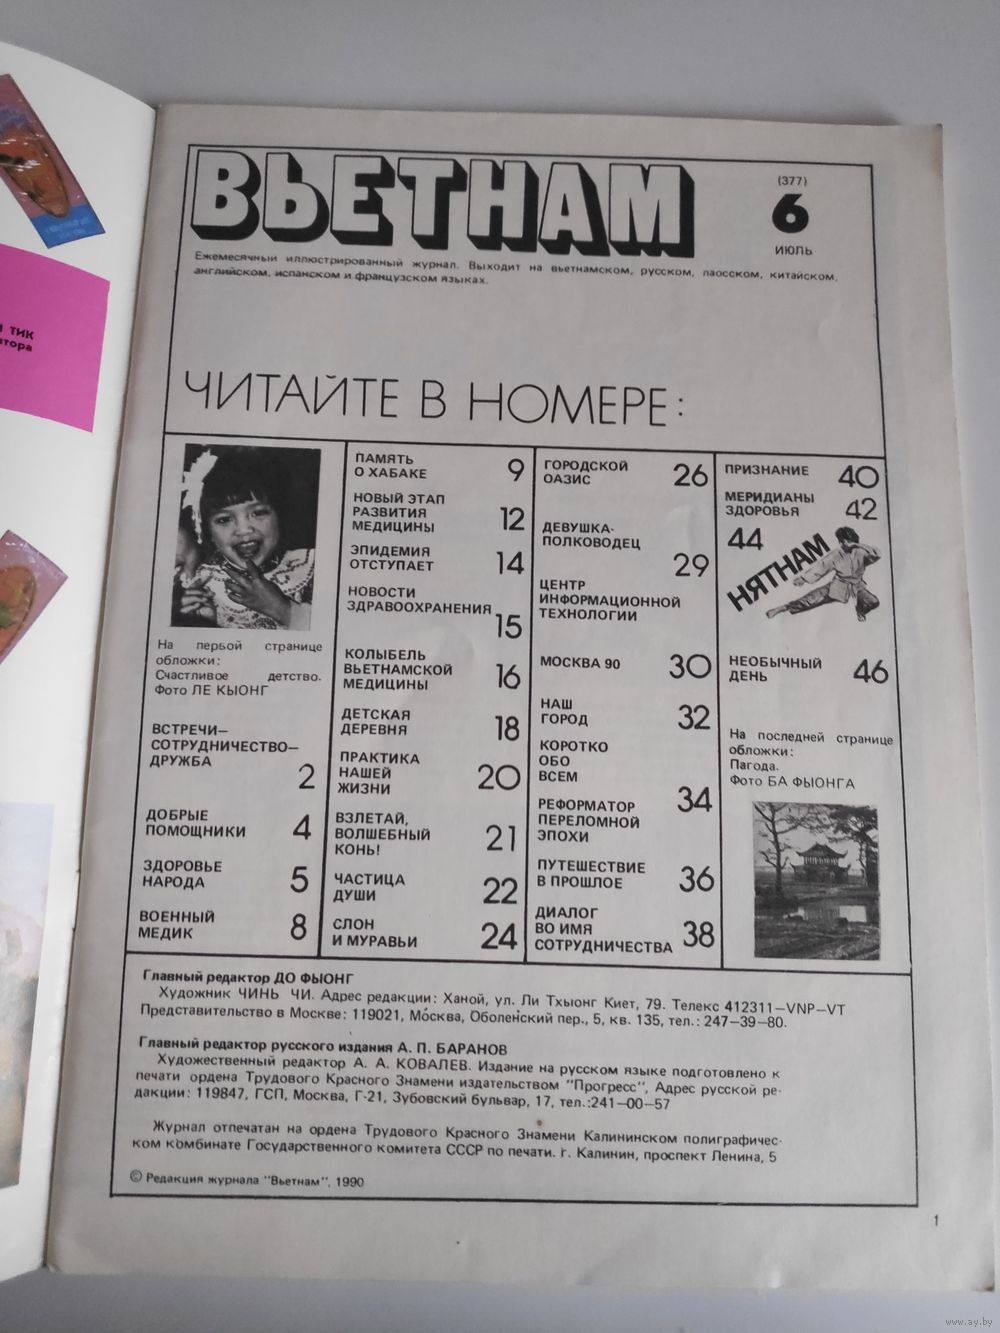 И ТИК
втора
ВЬЕТНАМ
(377)
6
ИЮЛЬ
Ежемесячный иллюстрированный журнал. Выходит на вьетнамском, русском, лаосском, китайском,
английском, испанском и французском языках.
ЧИТАЙТЕ В НОМЕРЕ:
На первой странице
обложки:
Счастливое детство.
Фото ЛЕ КЫОНГ
ВСТРЕЧИ—
СОТРУДНИЧЕСТВО—
ДРУЖБА
2
ДОБРЫЕ
ПОМОЩНИКИ 4
ЗДОРОВЬЕ
НАРОДА 5
ВОЕННЫЙ
МЕДИК 8
ПАМЯТЬ
О ХАБАКЕ 9
НОВЫЙ ЭТАП
РАЗВИТИЯ
МЕДИЦИНЫ 12
ЭПИДЕМИЯ
ОТСТУПАЕТ 14
НОВОСТИ
ЗДРАВООХРАНЕНИЯ
15
КОЛЫБЕЛЬ
ВЬЕТНАМСКОЙ
МЕДИЦИНЫ 16
ДЕТСКАЯ
ДЕРЕВНЯ 18
ПРАКТИКА
НАШЕЙ
ЖИЗНИ 20
ВЗЛЕТАЙ,
ВОЛШЕБНЫЙ
КОНЬ! 21
ЧАСТИЦА
ДУШИ 22
СЛОН
И МУРАВЬИ 24
ГОРОДСКОЙ
ОАЗИС 26
ДЕВУШКА-
ПОЛКОВОДЕЦ
29
ЦЕНТР
ИНФОРМАЦИОННОЙ
ТЕХНОЛОГИИ
МОСКВА 90 30
НАШ
ГОРОД 32
КОРОТКО
ОБО
ВСЕМ
34
РЕФОРМАТОР
ПЕРЕЛОМНОЙ
ЭПОХИ
ПУТЕШЕСТВИЕ
В ПРОШЛОЕ 36
ДИАЛОГ
ВО ИМЯ
СОТРУДНИЧЕСТВА 38
ПРИЗНАНИЕ 40
МЕРИДИАНЫ
ЗДОРОВЬЯ 42
44
НЯТНАМ
НЕОБЫЧНЫЙ
ДЕНЬ 46
На последней странице
обложки:
Пагода.
Фото БА ФЫОНГА
Главный редактор ДО ФЫОНГ
Художник ЧИНЬ ЧИ. Адрес редакции: Ханой, ул. Ли Тхыонг Киет, 79. Телекс 412311—VNP—VT
Представительство в Москве: 119021, Москва, Оболенский пер., 5, кв. 135, тел.: 247—39—80.
Главный редактор русского издания А. П. БАРАНОВ
Художественный редактор А. А. КОВАЛЕВ. Издание на русском языке подготовлено к
печати ордена Трудового Красного Знамени издательством "Прогресс", Адрес русской ре-
дакции: 119847, ГСП, Москва, Г-21, Зубовский бульвар, 17, тел.:241—00—57
Журнал отпечатан на ордена Трудового Красного Знамени Калининском полиграфичес-
ком комбинате Государственного комитета СССР по печати. г. Калинин, проспект Ленина, 5
© Редакция журнала "Вьетнам", 1990
1
www.ay.by